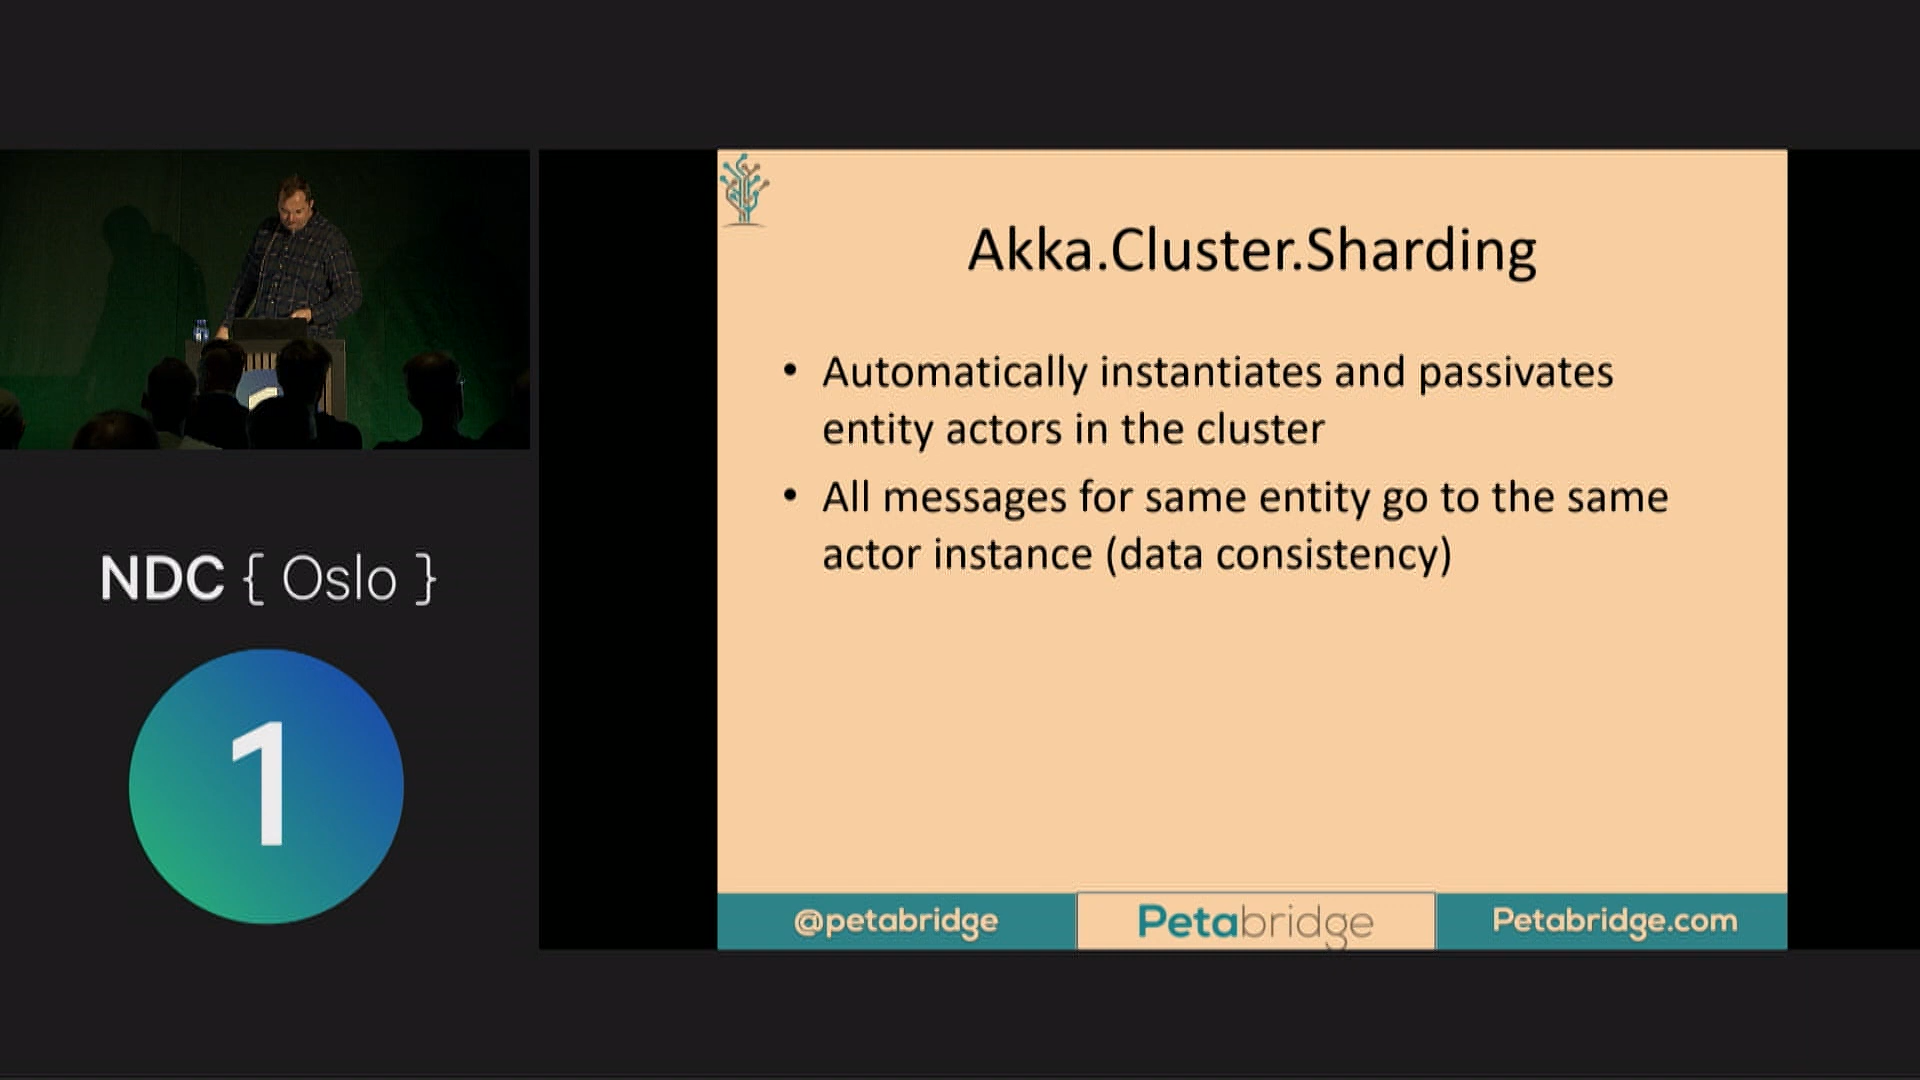 NDC { Oslo }
1
Akka.Cluster.Sharding
• Automatically instantiates and passivates
entity actors in the cluster
• All messages for same entity go to the same
actor instance (data consistency)
@petabridge
Petabridge
Petabridge.com